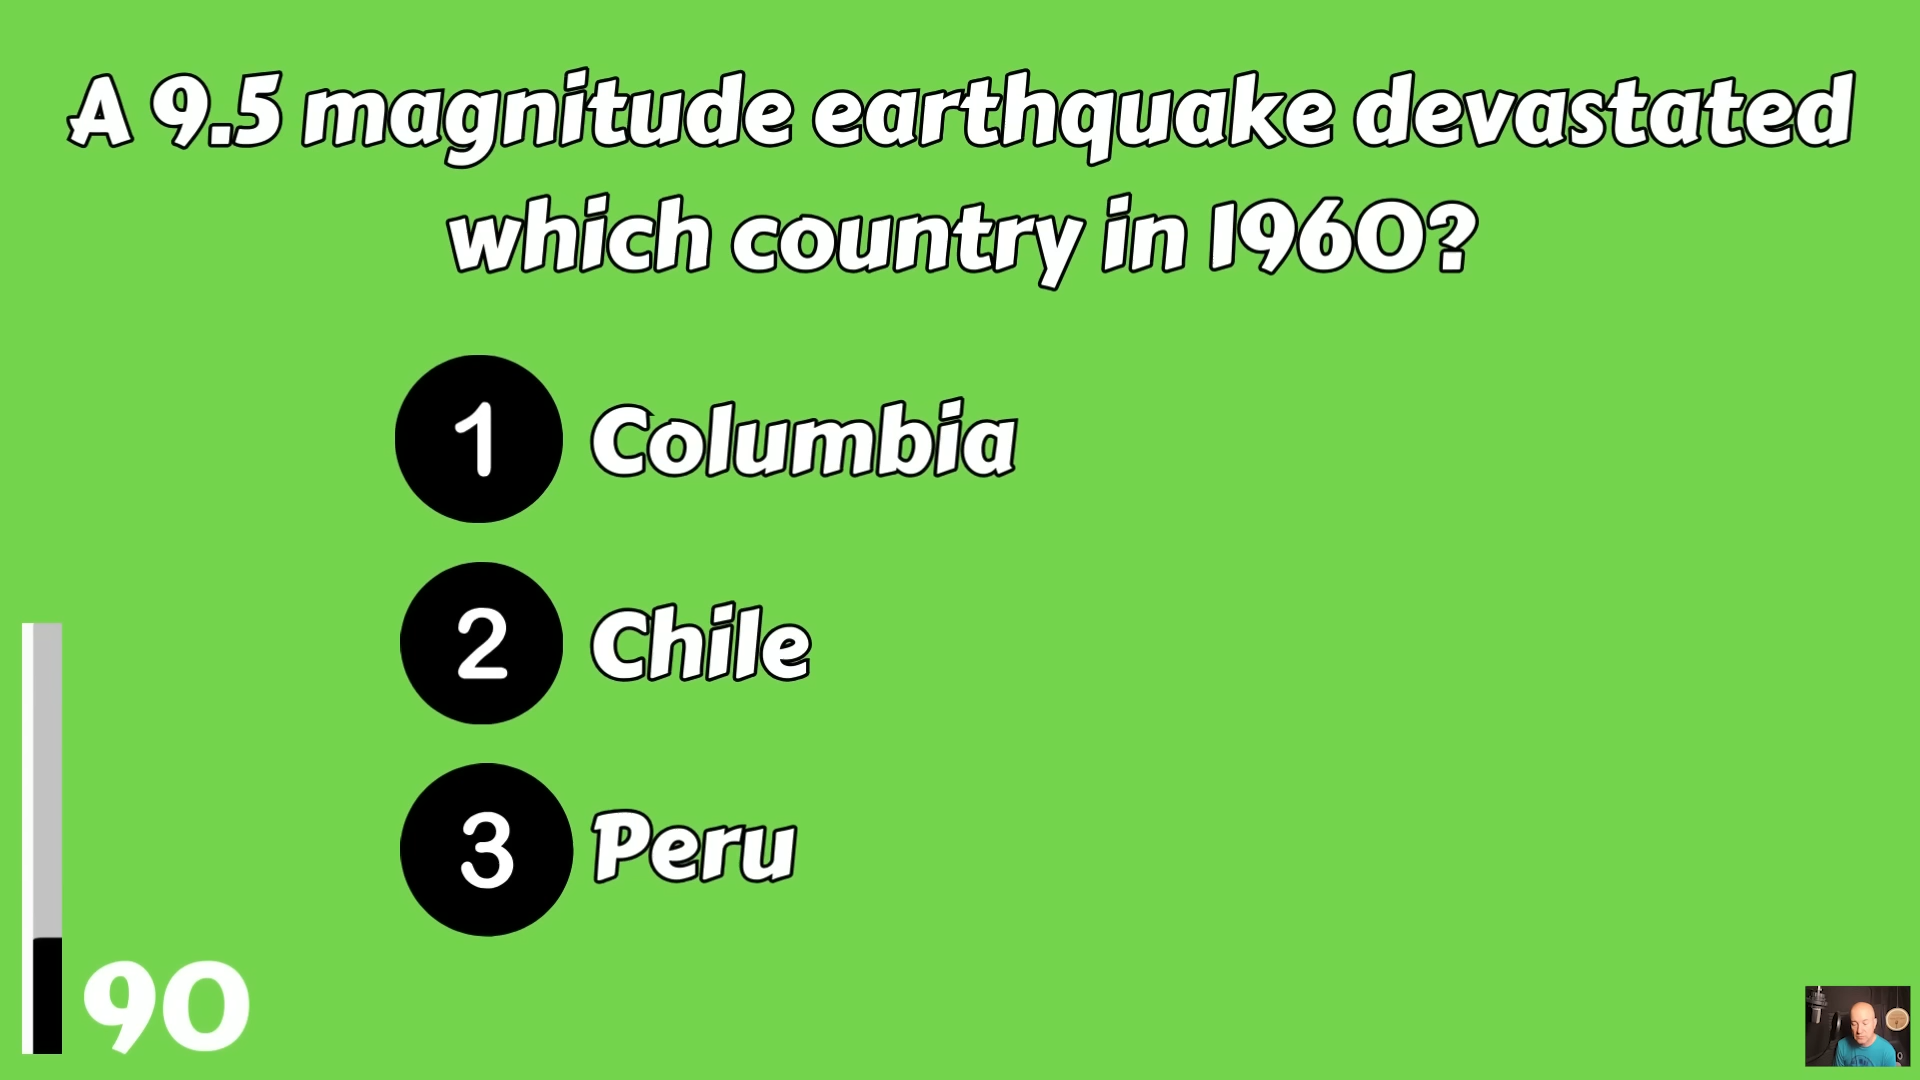 A 9.5 magnitude earthquake devastated
which country in 1960?
1 Columbia
2 Chile
3 Peru
90